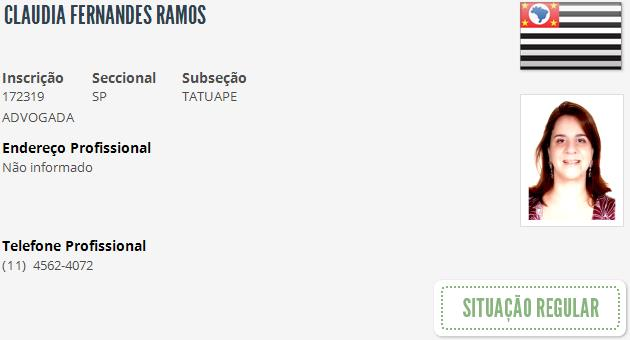 CLAUDIA FERNANDES RAMOS
Inscrição Seccional Subseção
172319 SP TATUAPE
ADVOGADA
Endereço Profissional
Não informado
Telefone Profissional
(11) 4562-4072
SITUAÇÃO REGULAR